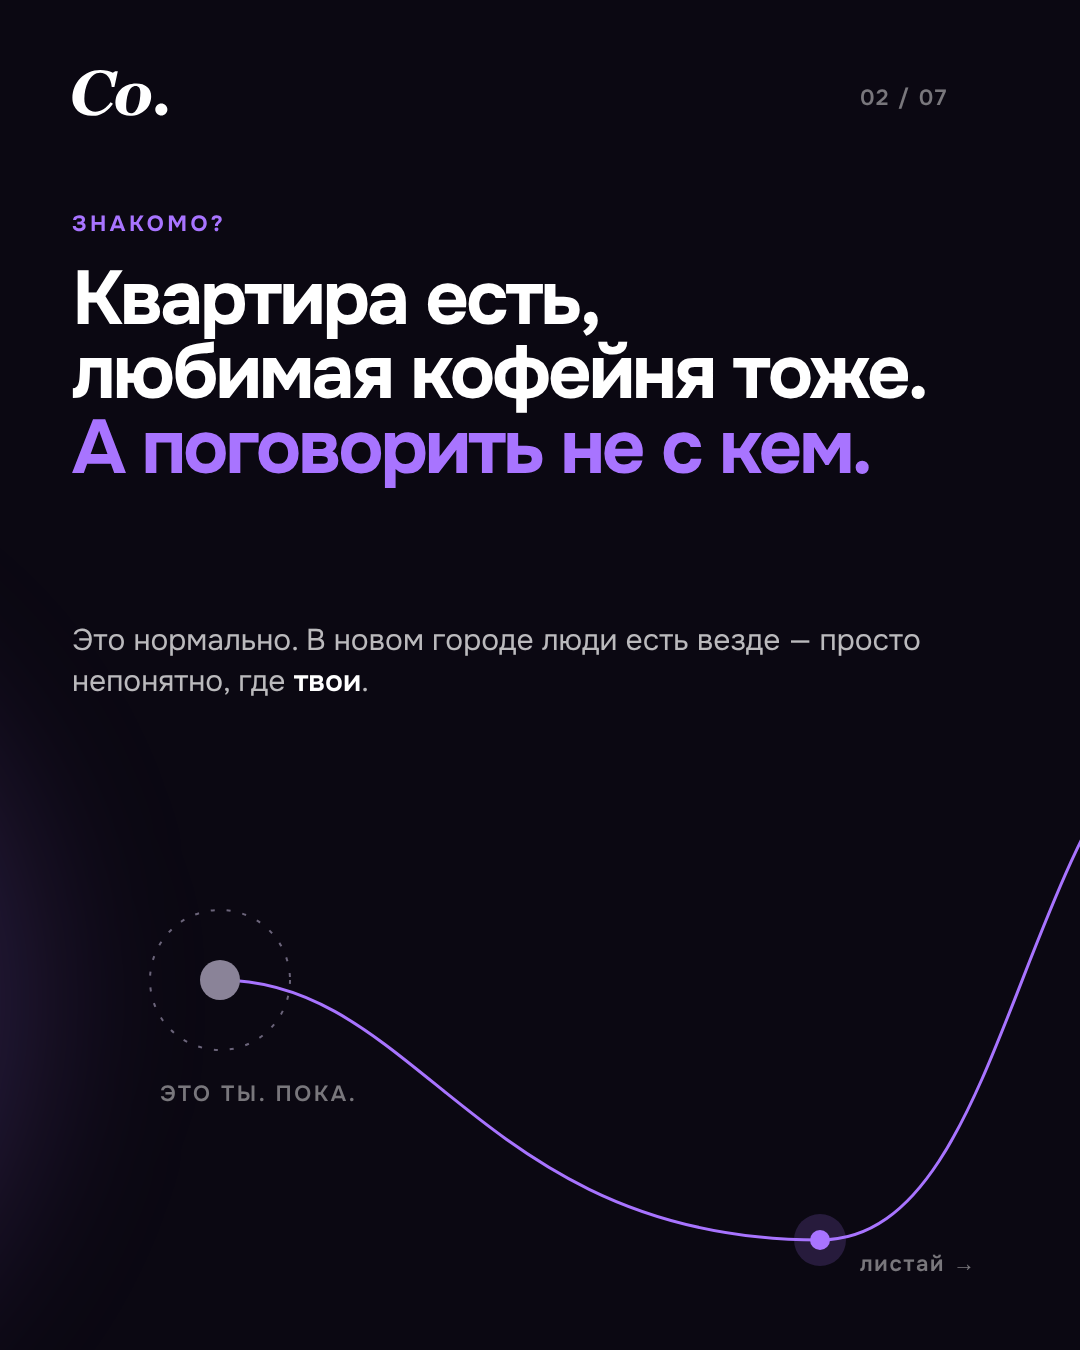 Co.
02 / 07
ЗНАКОМО?
Квартира есть,
любимая кофейня тоже.
А поговорить не с кем.
Это нормально. В новом городе люди есть везде — просто
непонятно, где твои.
ЭТО ТЫ. ПОКА.
листай →